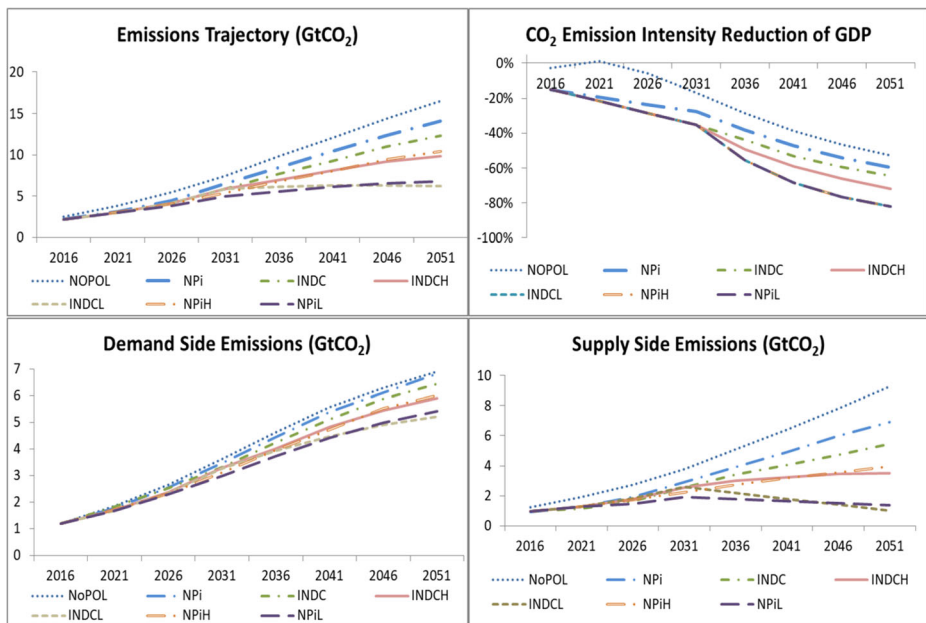 Emissions Trajectory (GtCO₂)
20
15
10
5
0
2016 2021 2026 2031 2036 2041 2046 2051
NOPOL NPi INDC INDCH
INDCL NPiH NPiL
CO₂ Emission Intensity Reduction of GDP
0%
2016 2021 2026 2031 2036 2041 2046 2051
-20%
-40%
-60%
-80%
-100%
NOPOL NPi INDC INDCH
INDCL NPiH NPiL
Demand Side Emissions (GtCO₂)
7
6
5
4
3
2
1
0
2016 2021 2026 2031 2036 2041 2046 2051
NoPOL NPi INDC INDCH
INDCL NPiH NPiL
Supply Side Emissions (GtCO₂)
10
8
6
4
2
0
2016 2021 2026 2031 2036 2041 2046 2051
NoPOL NPi INDC INDCH
INDCL NPiH NPiL